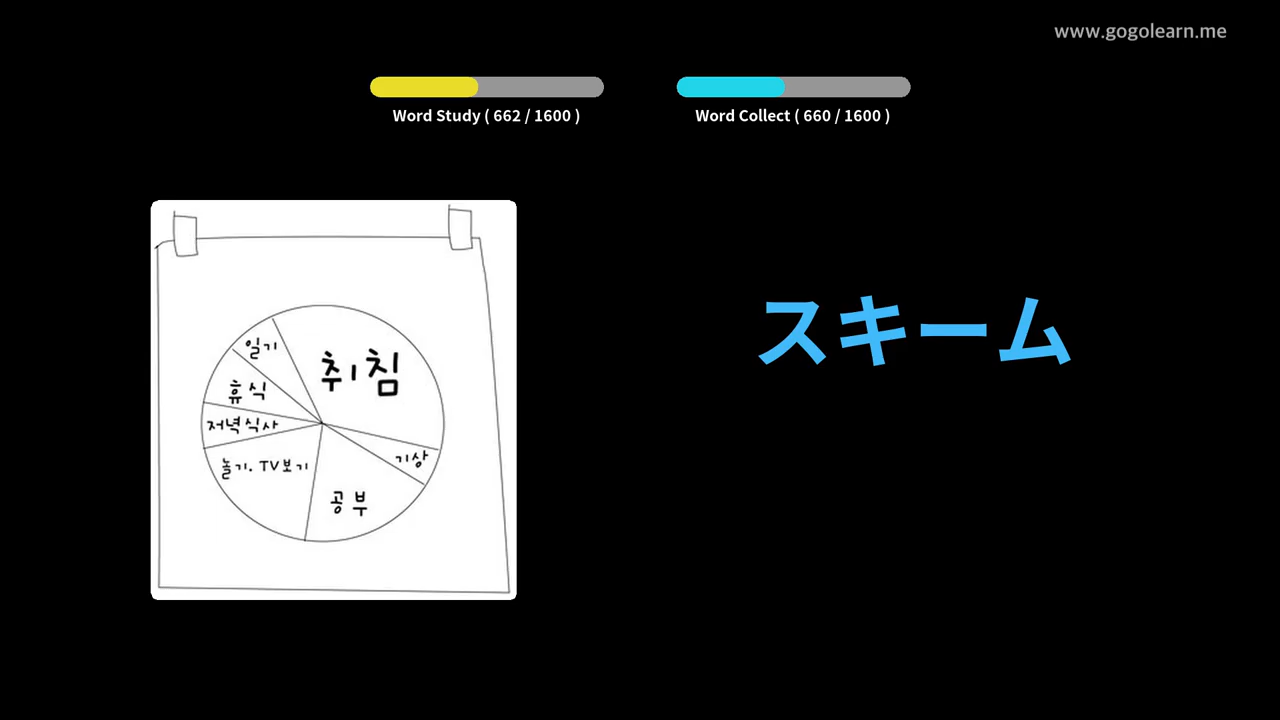 www.gogolearn.me
Word Study ( 662 / 1600 )
Word Collect ( 660 / 1600 )
일기
취침
휴식
저녁식사
놀기. TV보기
기상
공부
スキーム